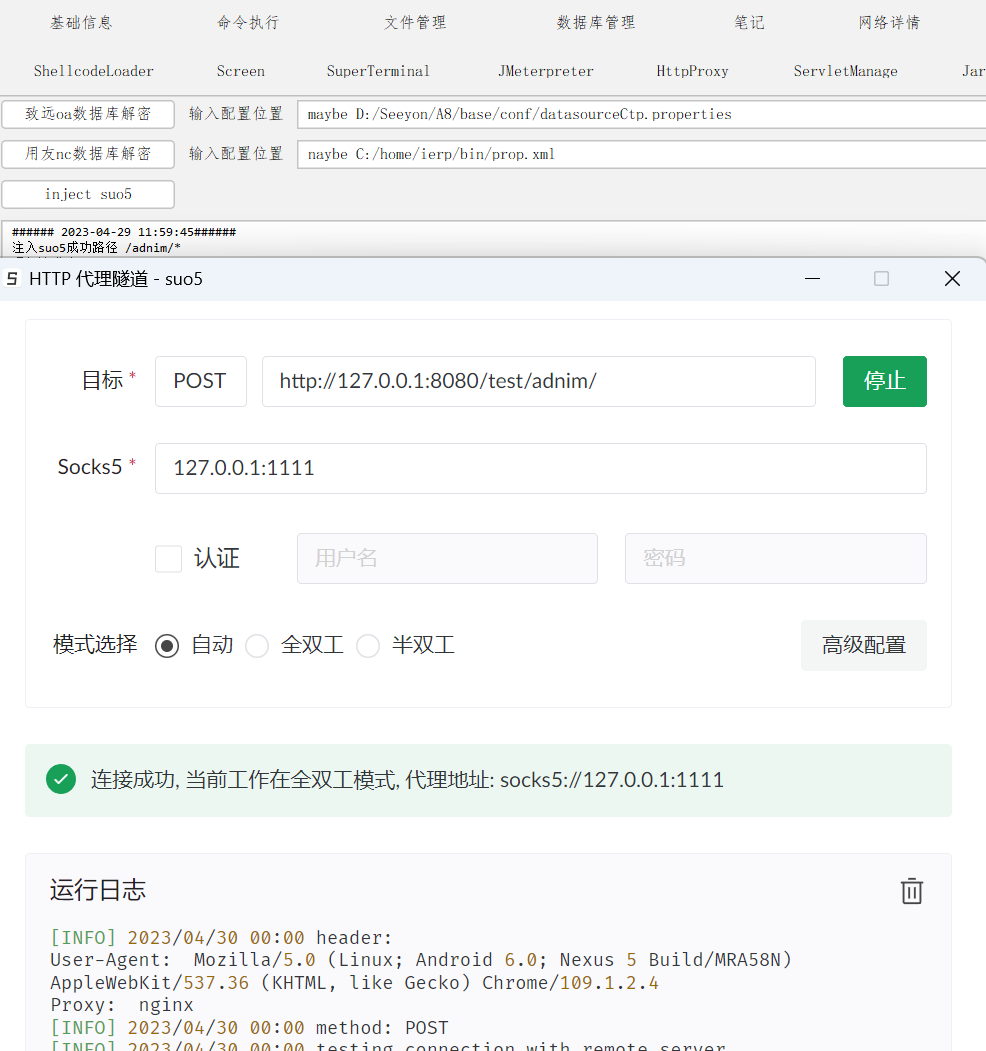 基础信息 命令执行 文件管理 数据库管理 笔记 网络详情
ShellcodeLoader Screen SuperTerminal JMeterpreter HttpProxy ServletManage Jar
致远oa数据库解密 输入配置位置 maybe D:/Seeyon/A8/base/conf/datasourceCtp.properties
用友nc数据库解密 输入配置位置 naybe C:/home/ierp/bin/prop.xml
inject suo5
###### 2023-04-29 11:59:45######
注入suo5成功路径 /adnim/*
HTTP 代理隧道 - suo5
目标 * POST http://127.0.0.1:8080/test/adnim/ 停止
Socks5 * 127.0.0.1:1111
认证 用户名 密码
模式选择 自动 全双工 半双工 高级配置
连接成功, 当前工作在全双工模式, 代理地址: socks5://127.0.0.1:1111
运行日志
[INFO] 2023/04/30 00:00 header:
User-Agent:  Mozilla/5.0 (Linux; Android 6.0; Nexus 5 Build/MRA58N)
AppleWebKit/537.36 (KHTML, like Gecko) Chrome/109.1.2.4
Proxy:  nginx
[INFO] 2023/04/30 00:00 method: POST
[INFO] 2023/04/30 00:00 testing connection with remote server